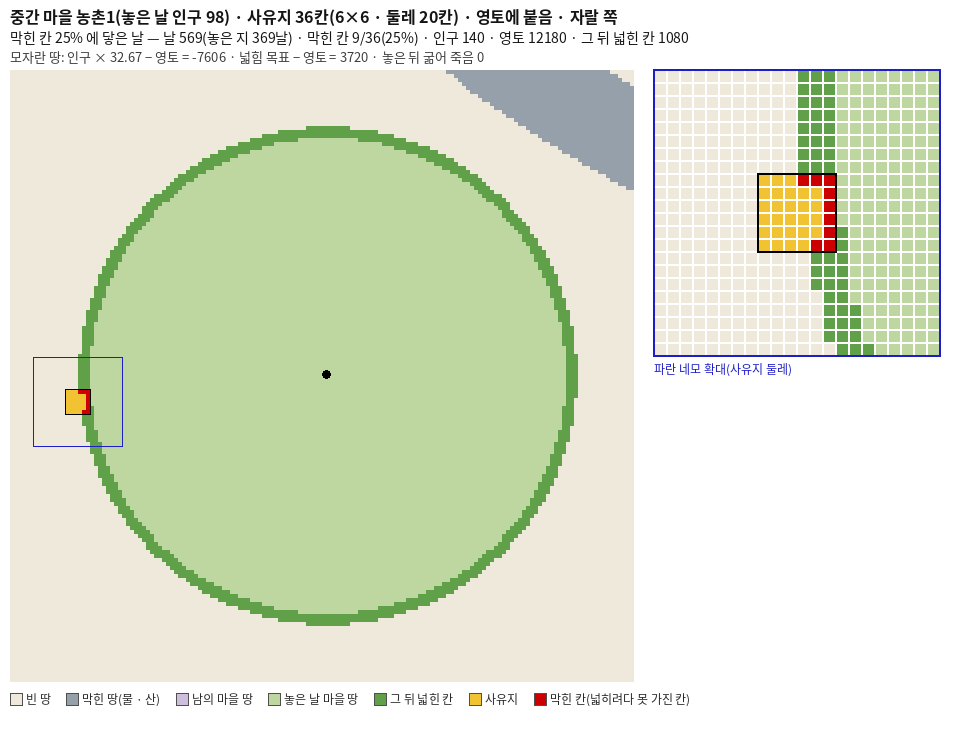 중간 마을 농촌1(놓은 날 인구 98) · 사유지 36칸(6×6 · 둘레 20칸) · 영토에 붙음 · 자랄 쪽
막힌 칸 25% 에 닿은 날 — 날 569(놓은 지 369날) · 막힌 칸 9/36(25%) · 인구 140 · 영토 12180 · 그 뒤 넓힌 칸 1080
모자란 땅: 인구 × 32.67 − 영토 = -7606 · 넓힘 목표 − 영토 = 3720 · 놓은 뒤 굶어 죽음 0
파란 네모 확대(사유지 둘레)
빈 땅 막힌 땅(물 · 산) 남의 마을 땅 놓은 날 마을 땅 그 뒤 넓힌 칸 사유지 막힌 칸(넓히려다 못 가진 칸)